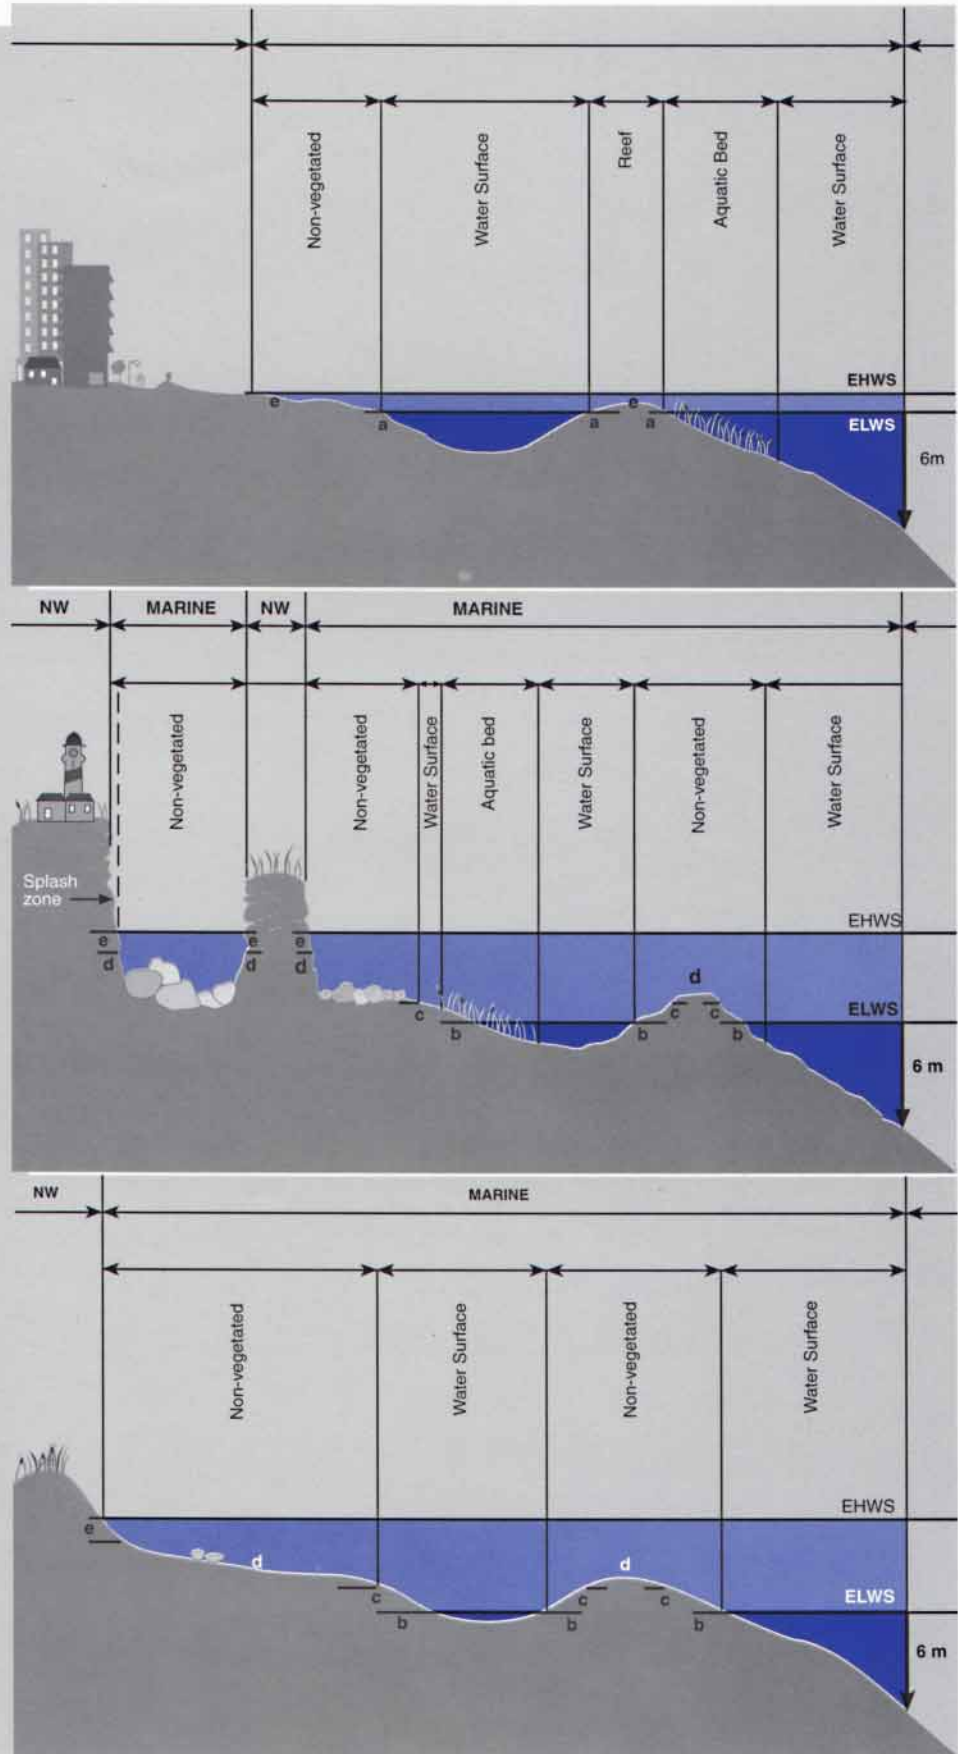 Non-vegetated
Water Surface
Reef
Aquatic Bed
Water Surface
EHWS
e
e
a
a
a
ELWS
6m
NW
MARINE
NW
MARINE
Non-vegetated
Non-vegetated
Water Surface
Aquatic bed
Water Surface
Non-vegetated
Water Surface
Splash
zone
EHWS
e
e
e
d
d
d
d
ELWS
c
c
c
b
b
b
6 m
NW
MARINE
Non-vegetated
Water Surface
Non-vegetated
Water Surface
EHWS
e
d
d
ELWS
c
c
c
b
b
b
6 m